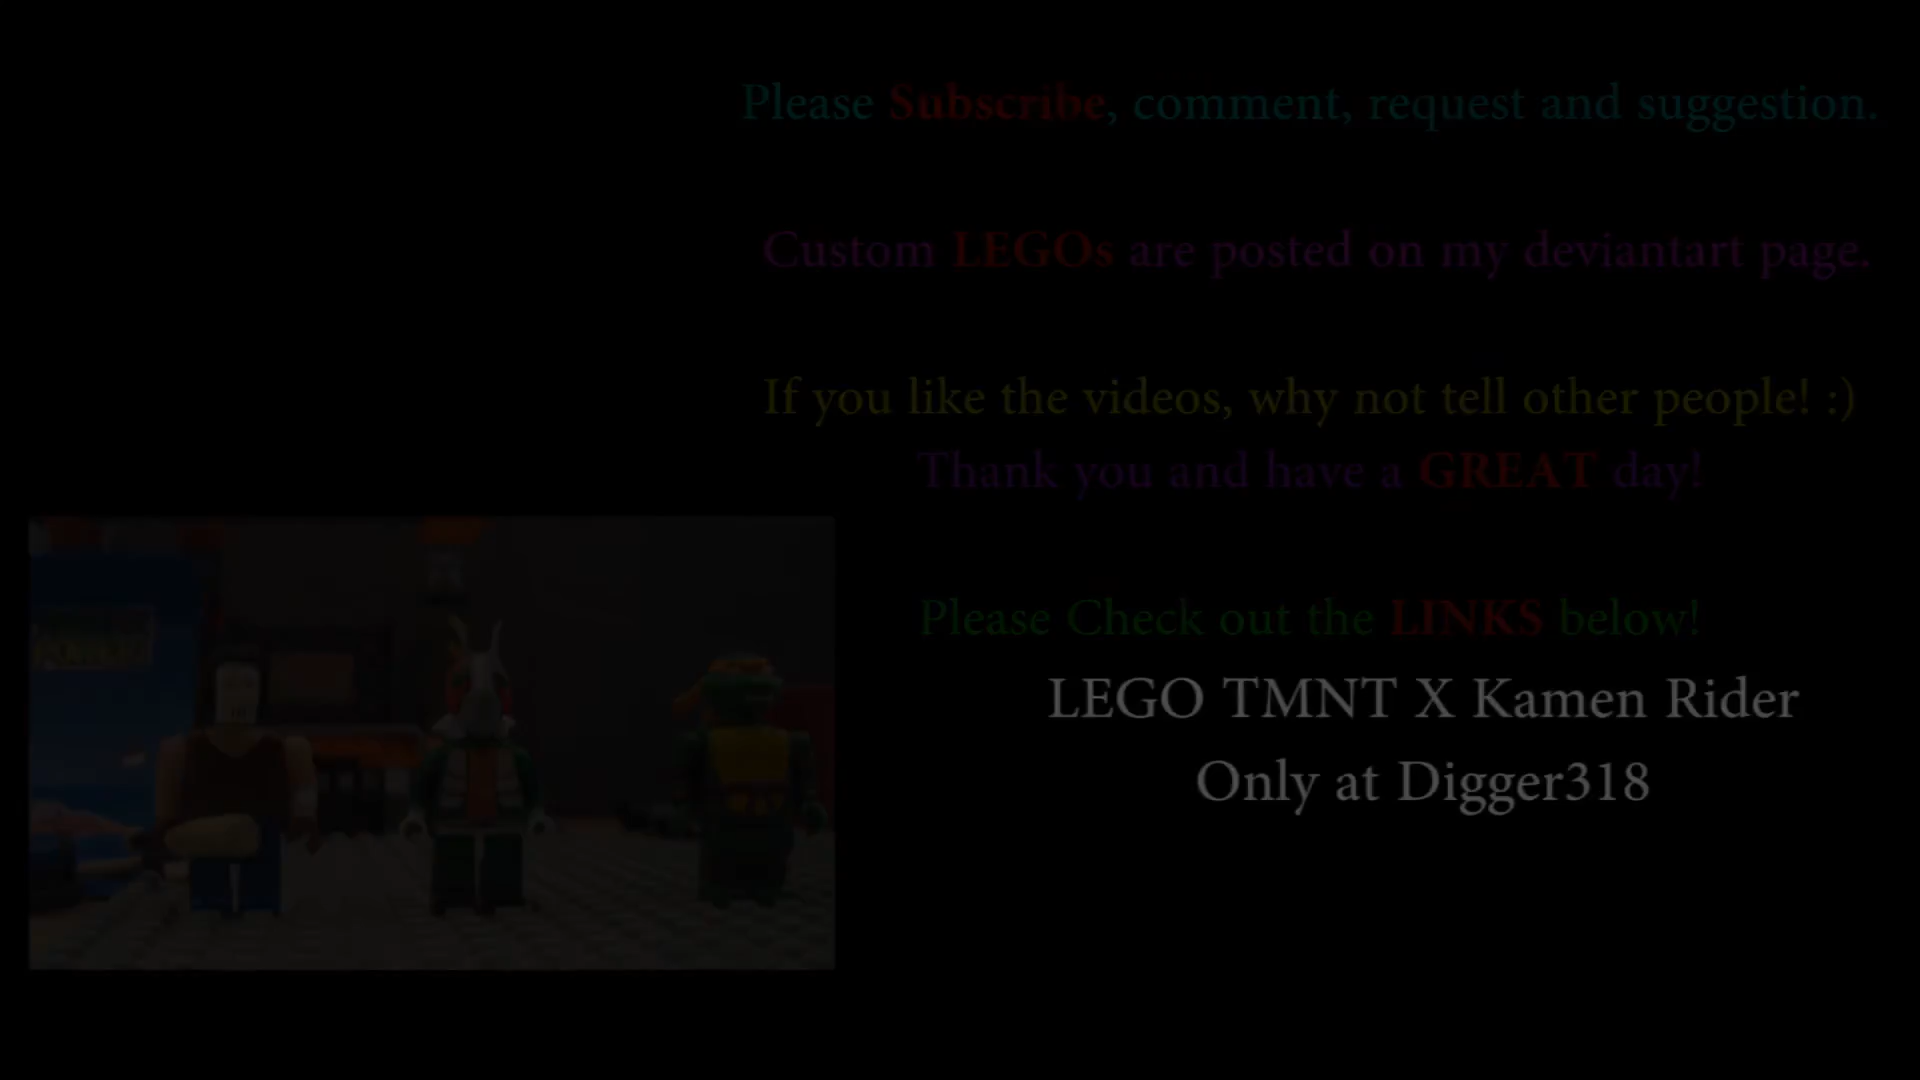 Please Subscribe, comment, request and suggestion.
Custom LEGOs are posted on my deviantart page.
If you like the videos, why not tell other people! :)
Thank you and have a GREAT day!
Please Check out the LINKS below!
LEGO TMNT X Kamen Rider
Only at Digger318